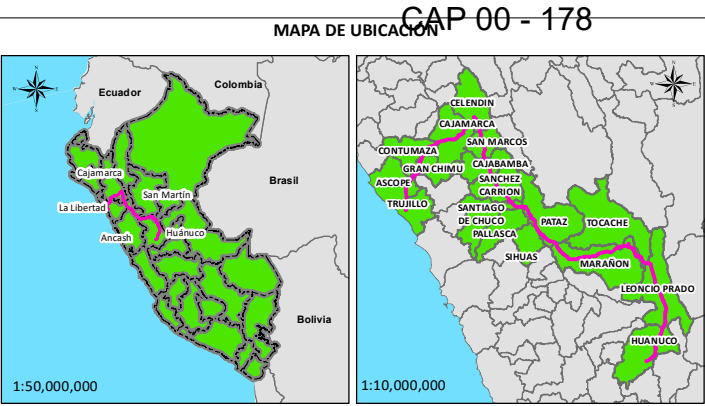 CAP 00 - 178
MAPA DE UBICACIÓN
N
W
E
S
Ecuador
Colombia
Cajamarca
San Martín
La Libertad
Huánuco
Ancash
Brasil
Bolivia
1:50,000,000
N
W
E
S
CELENDIN
CAJAMARCA
SAN MARCOS
CONTUMAZA
CAJABAMBA
GRAN CHIMU
SANCHEZ
CARRION
ASCOPE
TRUJILLO
SANTIAGO
DE CHUCO
PATAZ
TOCACHE
PALLASCA
SIHUAS
MARAÑON
LEONCIO PRADO
HUANUCO
1:10,000,000